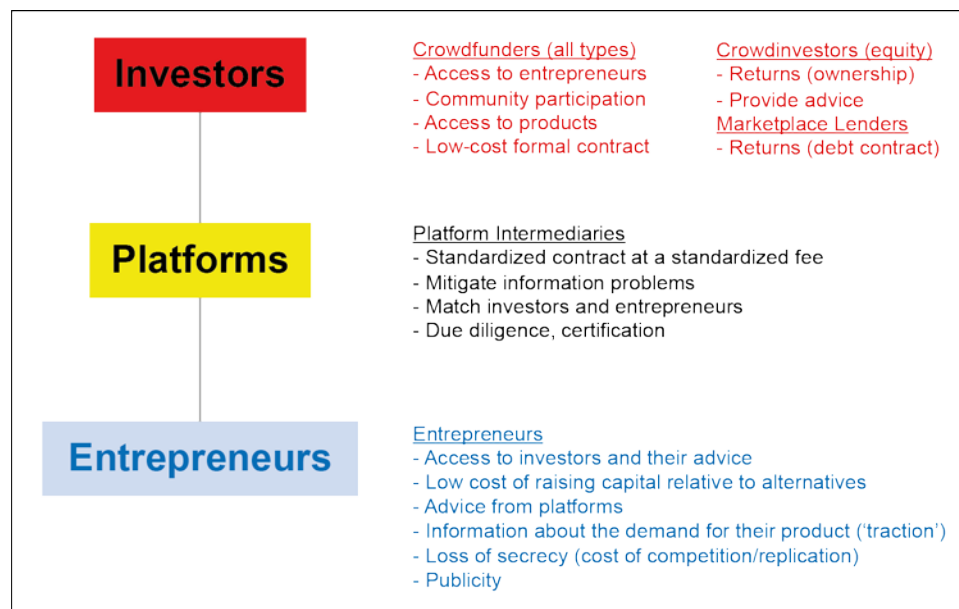 Investors
Crowdfunders (all types)
- Access to entrepreneurs
- Community participation
- Access to products
- Low-cost formal contract
Crowdinvestors (equity)
- Returns (ownership)
- Provide advice
Marketplace Lenders
- Returns (debt contract)
Platforms
Platform Intermediaries
- Standardized contract at a standardized fee
- Mitigate information problems
- Match investors and entrepreneurs
- Due diligence, certification
Entrepreneurs
Entrepreneurs
- Access to investors and their advice
- Low cost of raising capital relative to alternatives
- Advice from platforms
- Information about the demand for their product (‘traction’)
- Loss of secrecy (cost of competition/replication)
- Publicity